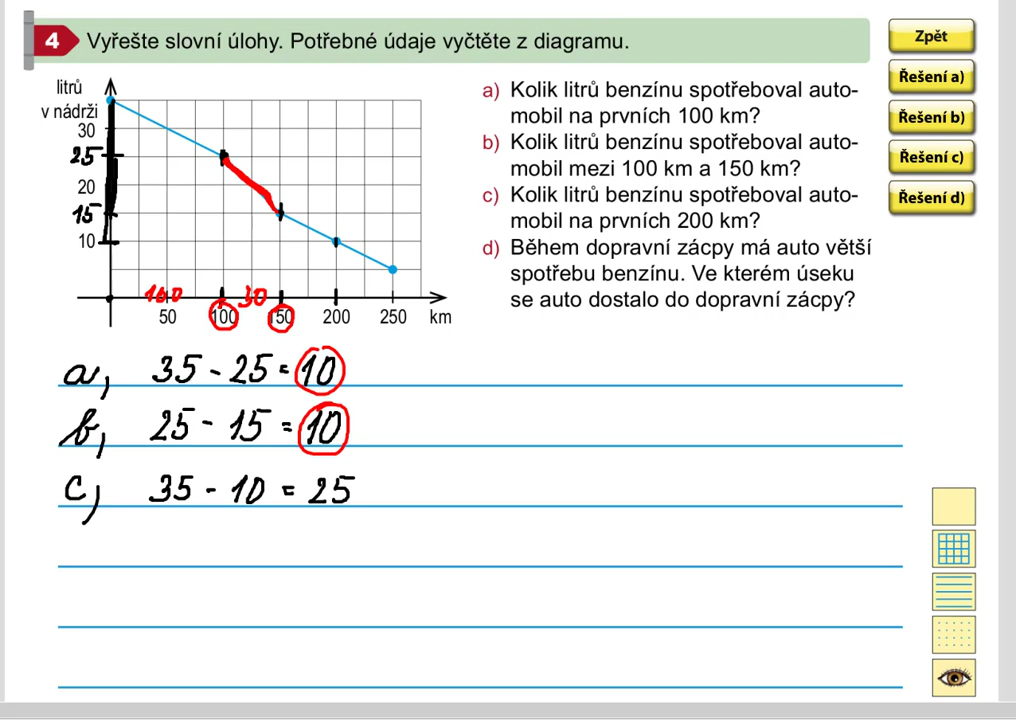 4 Vyřešte slovní úlohy. Potřebné údaje vyčtěte z diagramu.
Zpět
Řešení a)
Řešení b)
Řešení c)
Řešení d)
litrů
v nádrži
30
25
20
15
10
100 30
50 100 150 200 250 km
a) Kolik litrů benzínu spotřeboval auto-
mobil na prvních 100 km?
b) Kolik litrů benzínu spotřeboval auto-
mobil mezi 100 km a 150 km?
c) Kolik litrů benzínu spotřeboval auto-
mobil na prvních 200 km?
d) Během dopravní zácpy má auto větší
spotřebu benzínu. Ve kterém úseku
se auto dostalo do dopravní zácpy?
a, 35 - 25 = 10
b, 25 - 15 = 10
c) 35 - 10 = 25